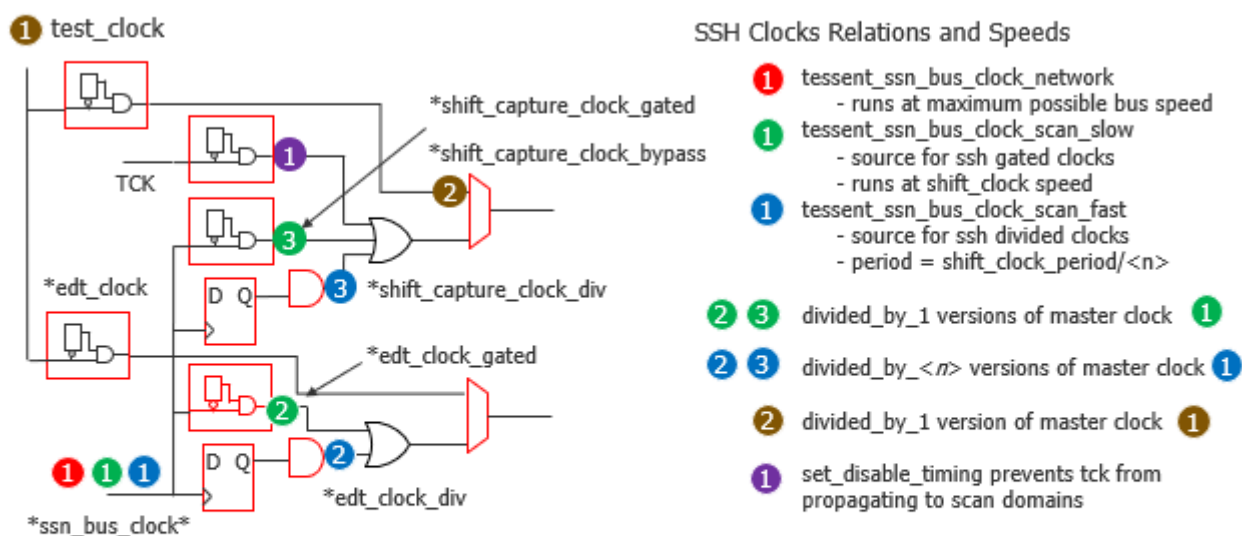 1 test_clock
*shift_capture_clock_gated
*shift_capture_clock_bypass
TCK
1
2
3
*edt_clock
D Q
3
*shift_capture_clock_div
*edt_clock_gated
2
D Q
2
*edt_clock_div
1 1 1
*ssn_bus_clock*
SSH Clocks Relations and Speeds
1 tessent_ssn_bus_clock_network
- runs at maximum possible bus speed
1 tessent_ssn_bus_clock_scan_slow
- source for ssh gated clocks
- runs at shift_clock speed
1 tessent_ssn_bus_clock_scan_fast
- source for ssh divided clocks
- period = shift_clock_period/<n>
2 3 divided_by_1 versions of master clock 1
2 3 divided_by_<n> versions of master clock 1
2 divided_by_1 version of master clock 1
1 set_disable_timing prevents tck from
propagating to scan domains